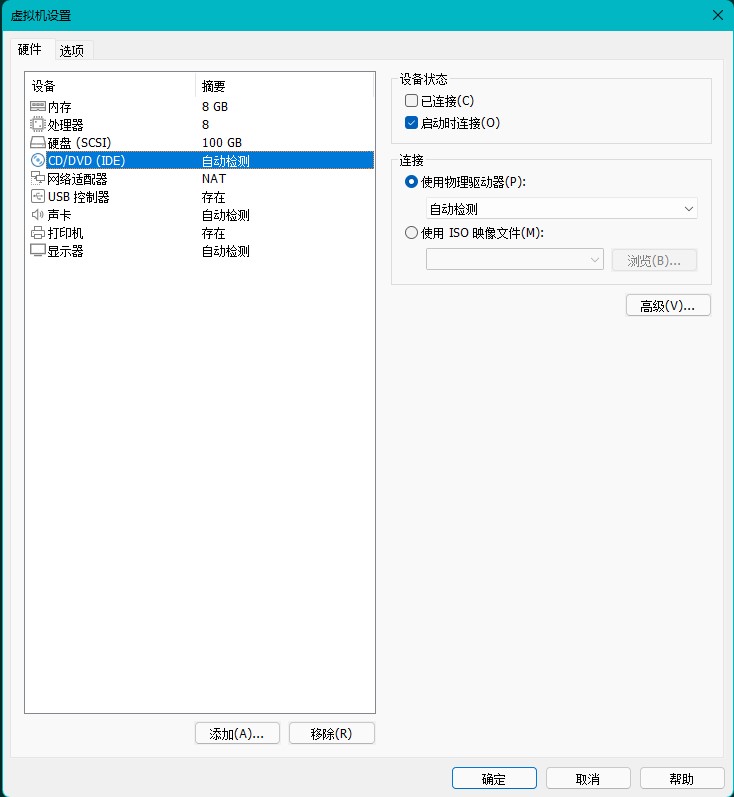 虚拟机设置
硬件 选项
设备 摘要
内存 8 GB
处理器 8
硬盘 (SCSI) 100 GB
CD/DVD (IDE) 自动检测
网络适配器 NAT
USB 控制器 存在
声卡 自动检测
打印机 存在
显示器 自动检测
添加(A)... 移除(R)
设备状态
已连接(C)
启动时连接(O)
连接
使用物理驱动器(P):
自动检测
使用 ISO 映像文件(M):
浏览(B)...
高级(V)...
确定 取消 帮助